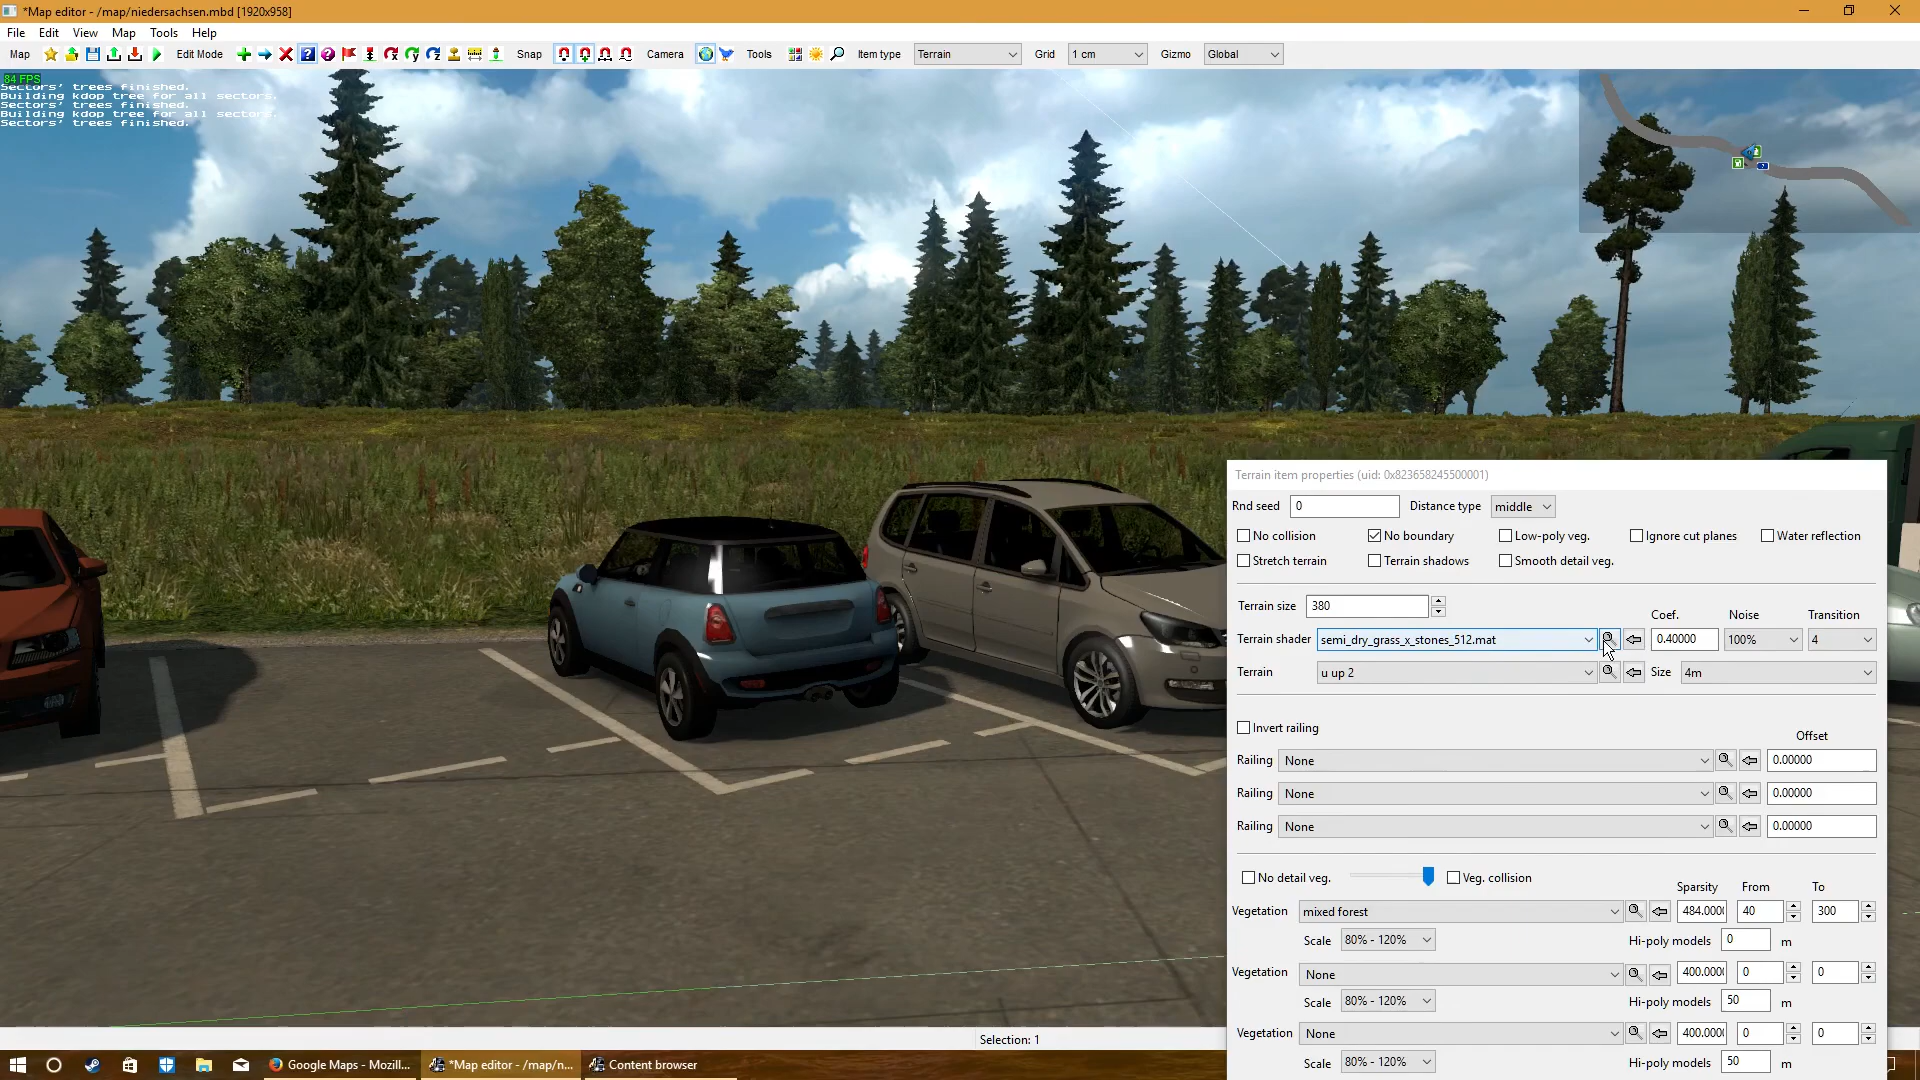 *Map editor - /map/niedersachsen.mbd [1920x958]
File Edit View Map Tools Help
Map Edit Mode Snap Camera Tools Item type Terrain Grid 1 cm Gizmo Global
84 FPS
Sectors' trees finished.
Building kdop tree for all sectors.
Sectors' trees finished.
Building kdop tree for all sectors.
Sectors' trees finished.
Terrain item properties (uid: 0x823658245500001)
Rnd seed 0 Distance type middle
No collision No boundary Low-poly veg. Ignore cut planes Water reflection
Stretch terrain Terrain shadows Smooth detail veg.
Terrain size 380 Coef. Noise Transition
Terrain shader semi_dry_grass_x_stones_512.mat 0.40000 100% 4
Terrain u up 2 Size 4m
Invert railing Offset
Railing None 0.00000
Railing None 0.00000
Railing None 0.00000
No detail veg. Veg. collision Sparsity From To
Vegetation mixed forest 484.000 40 300
Scale 80% - 120% Hi-poly models 0 m
Vegetation None 400.000 0 0
Scale 80% - 120% Hi-poly models 50 m
Vegetation None 400.000 0 0
Scale 80% - 120% Hi-poly models 50 m
Selection: 1
Google Maps - Mozill... *Map editor - /map/n... Content browser